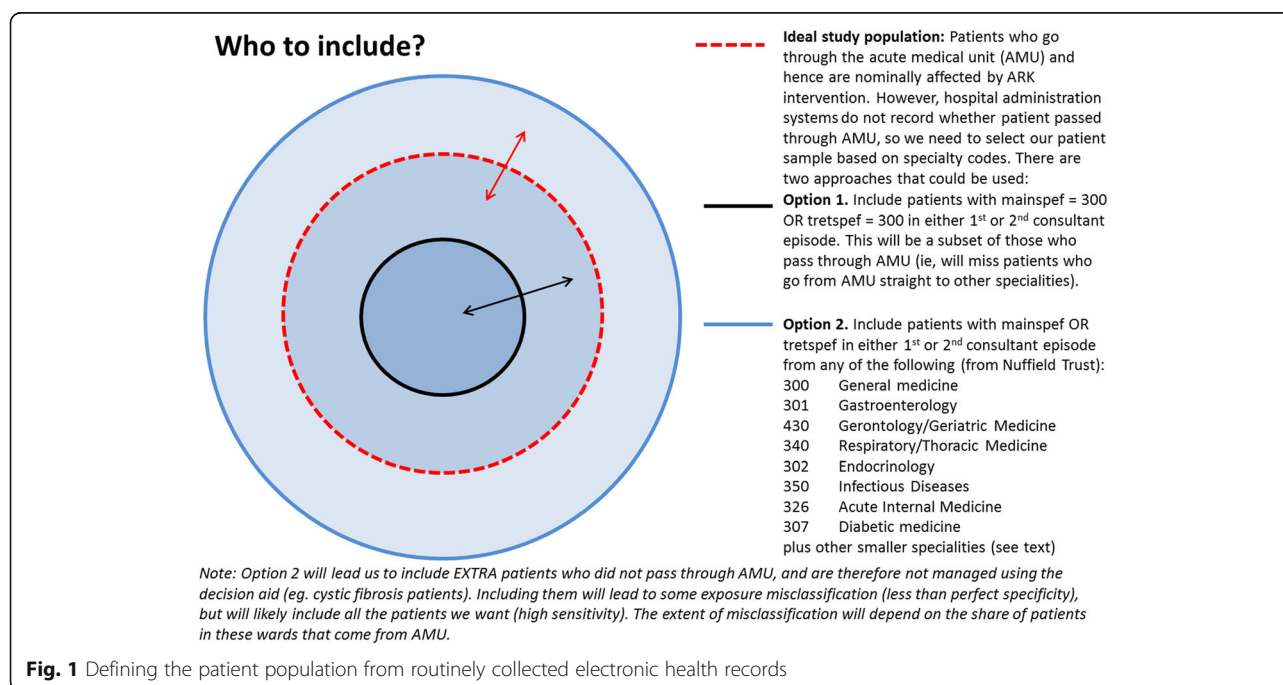 Who to include?
Ideal study population: Patients who go
through the acute medical unit (AMU) and
hence are nominally affected by ARK
intervention. However, hospital administration
systems do not record whether patient passed
through AMU, so we need to select our patient
sample based on specialty codes. There are
two approaches that could be used:
Option 1. Include patients with mainspef = 300
OR tretspef = 300 in either 1st or 2nd consultant
episode. This will be a subset of those who
pass through AMU (ie, will miss patients who
go from AMU straight to other specialities).
Option 2. Include patients with mainspef OR
tretspef in either 1st or 2nd consultant episode
from any of the following (from Nuffield Trust):
300 General medicine
301 Gastroenterology
430 Gerontology/Geriatric Medicine
340 Respiratory/Thoracic Medicine
302 Endocrinology
350 Infectious Diseases
326 Acute Internal Medicine
307 Diabetic medicine
plus other smaller specialities (see text)
Note: Option 2 will lead us to include EXTRA patients who did not pass through AMU, and are therefore not managed using the
decision aid (eg. cystic fibrosis patients). Including them will lead to some exposure misclassification (less than perfect specificity),
but will likely include all the patients we want (high sensitivity). The extent of misclassification will depend on the share of patients
in these wards that come from AMU.
Fig. 1 Defining the patient population from routinely collected electronic health records